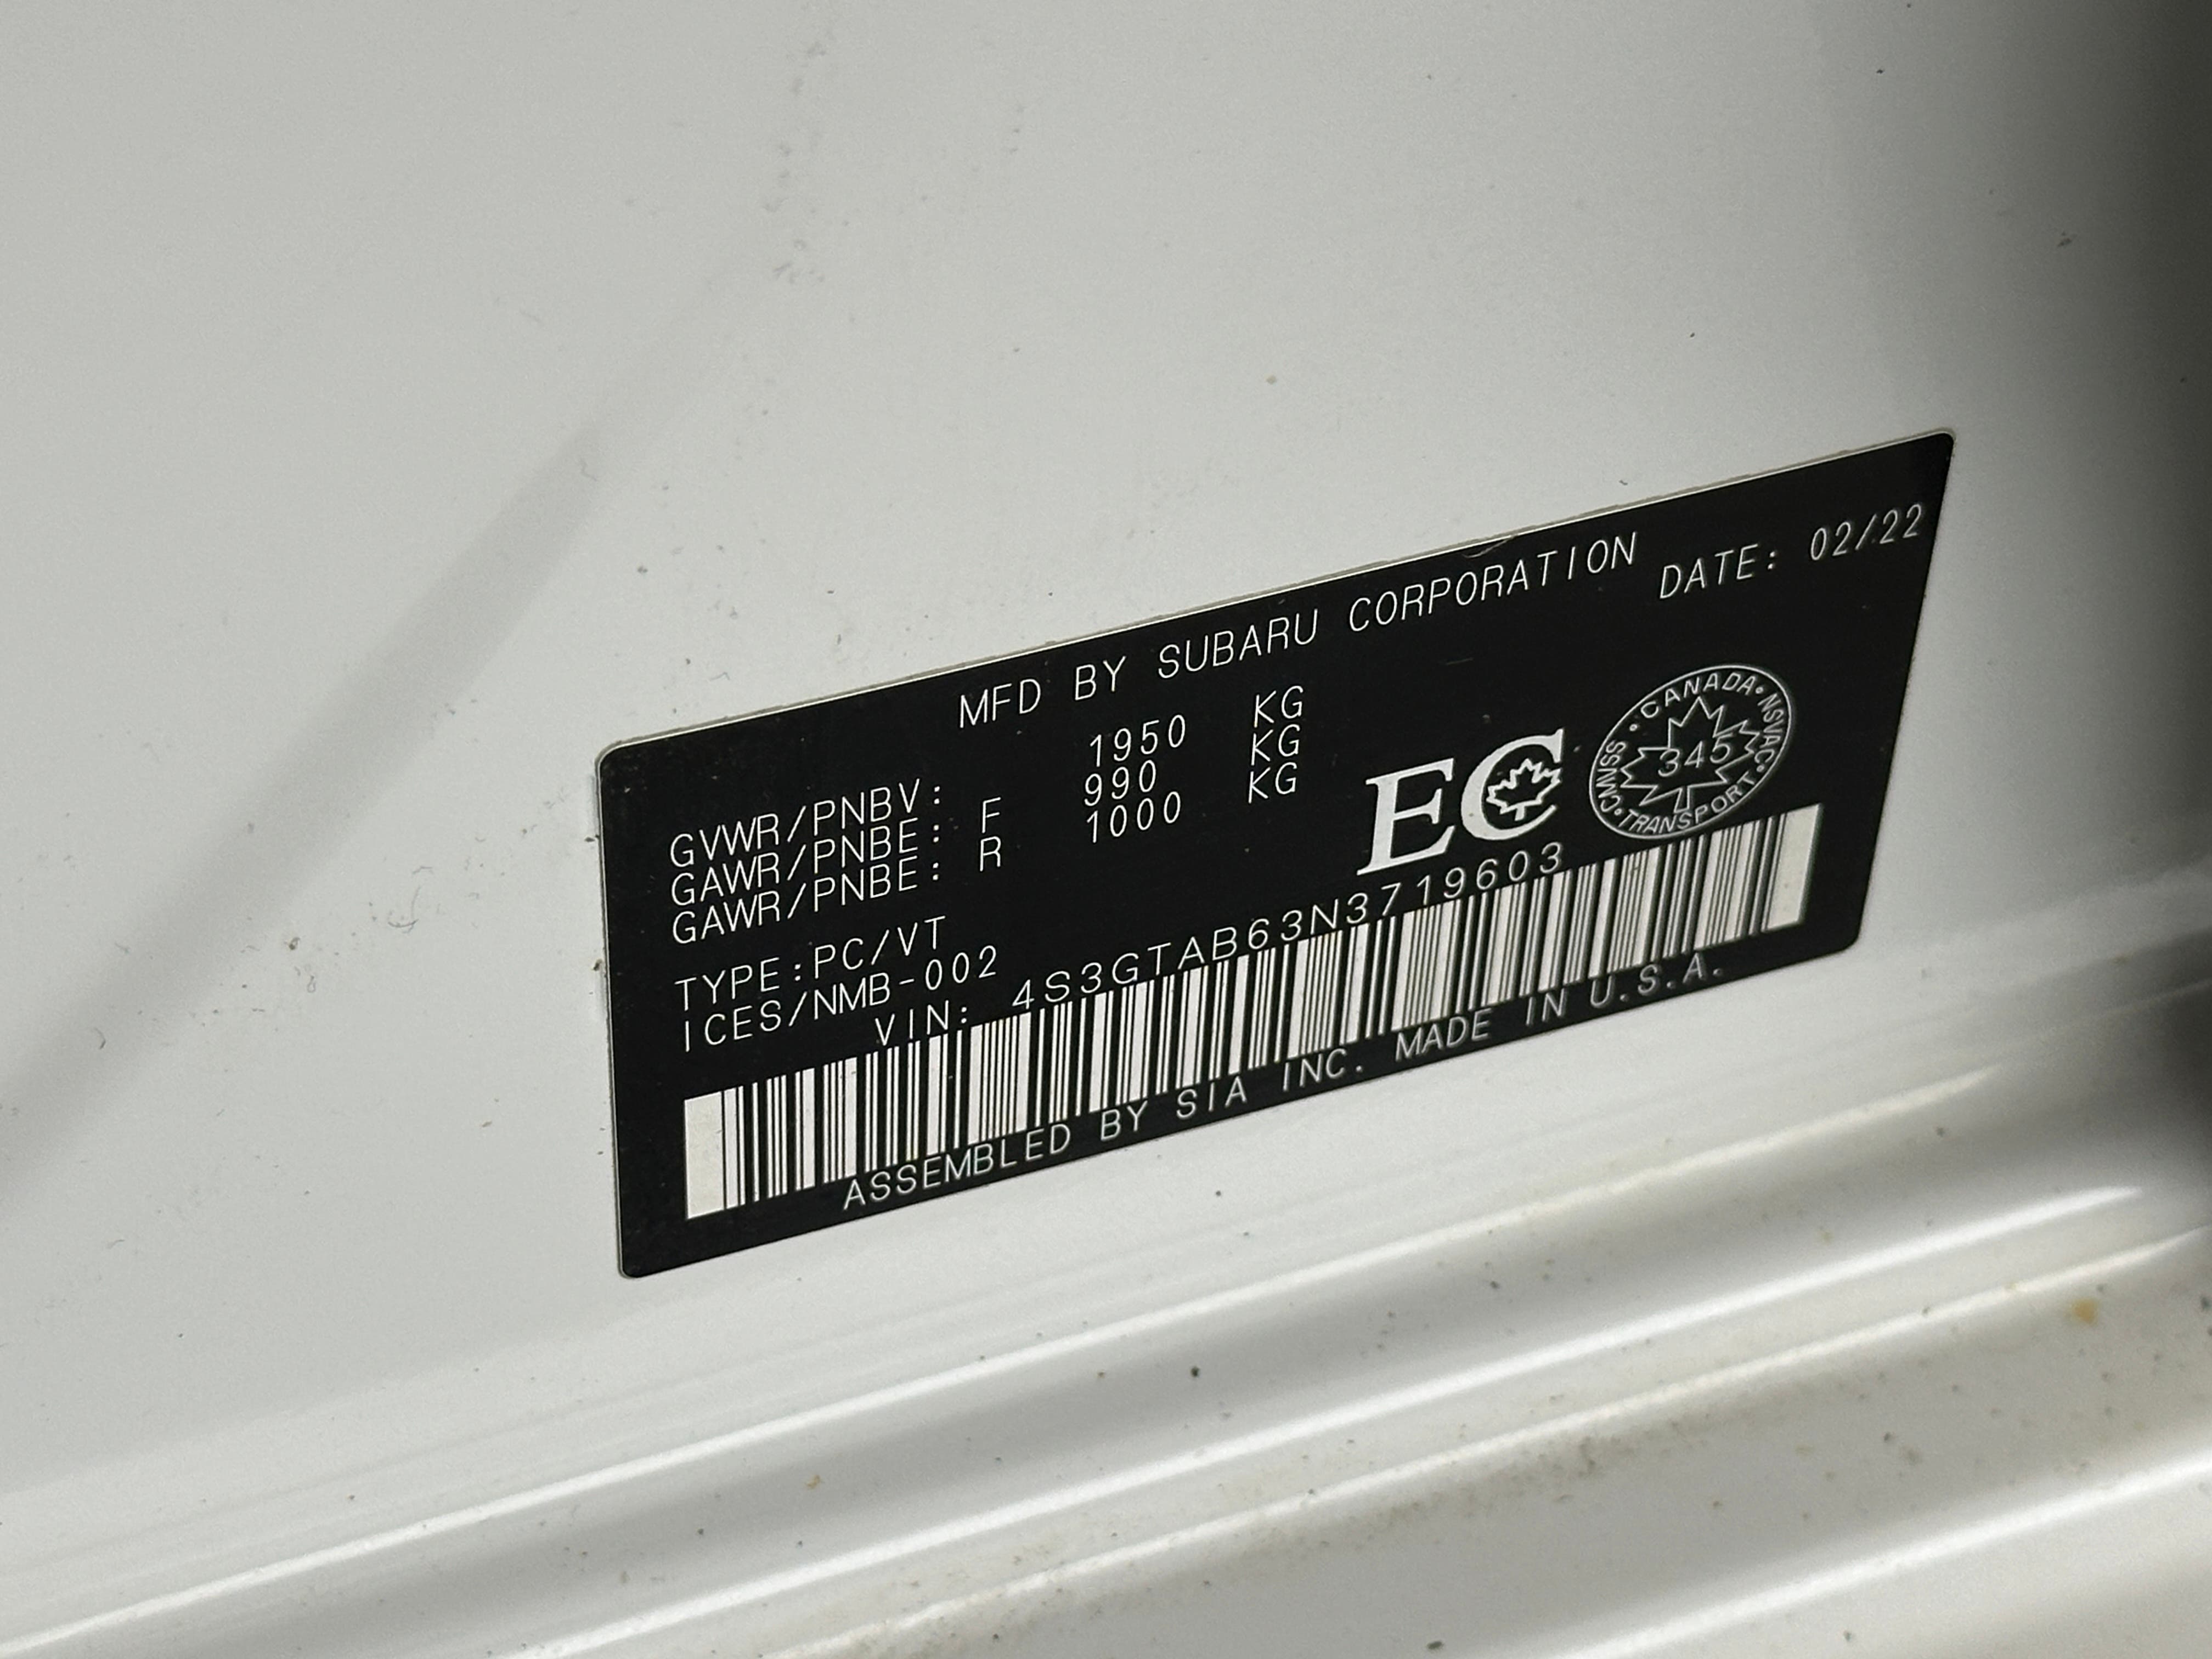 MFD BY SUBARU CORPORATION
DATE: 02/22
GVWR/PNBV: 1950 KG
GAWR/PNBE: F 990 KG
GAWR/PNBE: R 1000 KG
TYPE:PC/VT
ICES/NMB-002
EC
CANADA • NSVAC • TRANSPORT • CMVSS •
345
VIN: 4S3GTAB63N3719603
ASSEMBLED BY SIA INC. MADE IN U.S.A.